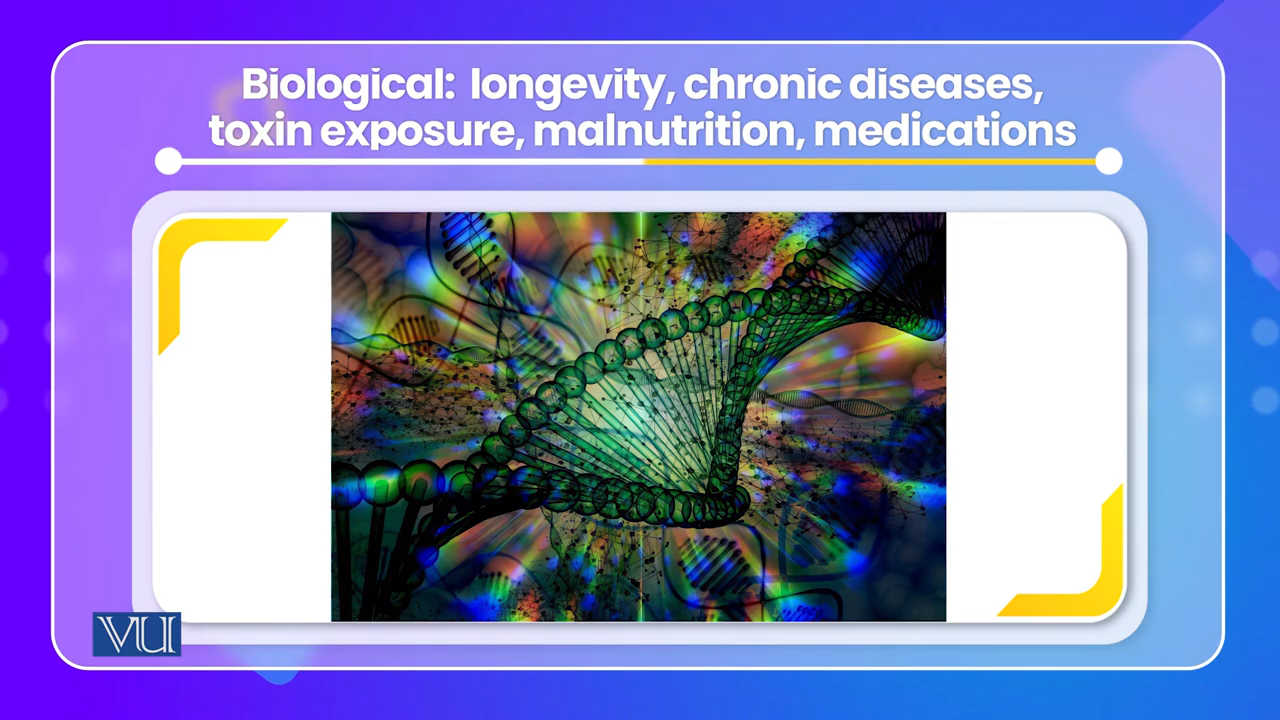 Biological: longevity, chronic diseases,
toxin exposure, malnutrition, medications
VU